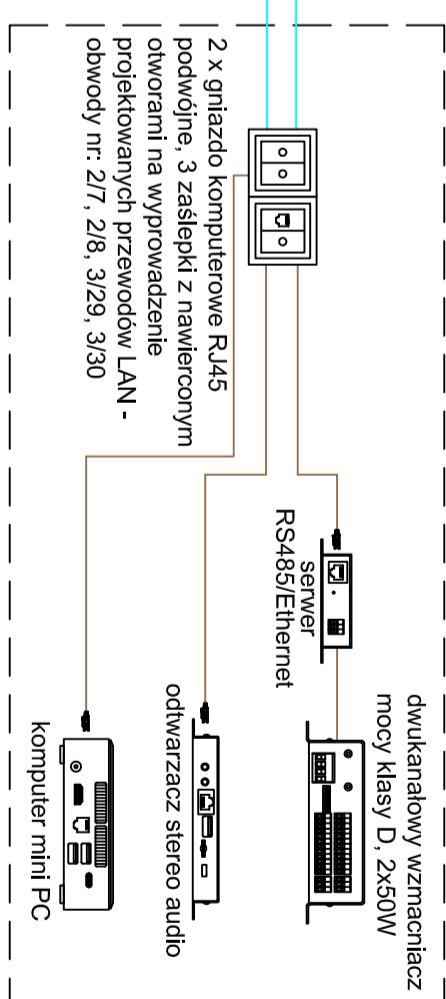 dwukanałowy wzmacniacz
mocy klasy D, 2x50W
serwer
RS485/Ethernet
odtwarzacz stereo audio
2 x gniazdo komputerowe RJ45
podwójne, 3 zaślepki z nawierconym
otworami na wyprowadzenie
projektowanych przewodów LAN -
obwody nr: 2/7, 2/8, 3/29, 3/30
komputer mini PC